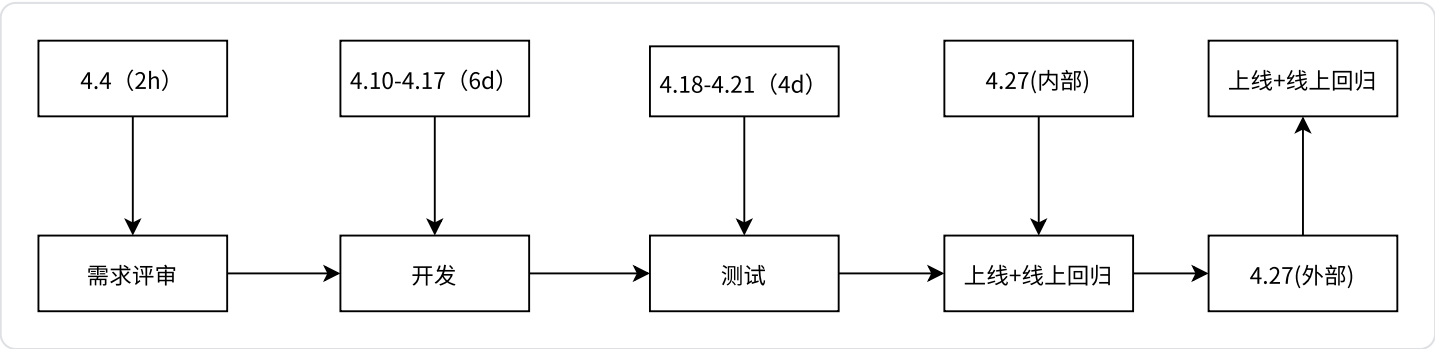 4.4（2h）
4.10-4.17（6d）
4.18-4.21（4d）
4.27(内部)
上线+线上回归
需求评审
开发
测试
上线+线上回归
4.27(外部)